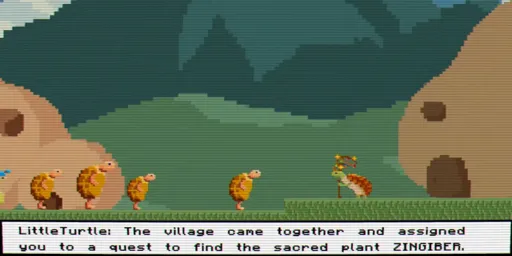 LittleTurtle: The village came together and assigned
you to a quest to find the sacred plant ZINGIBER.